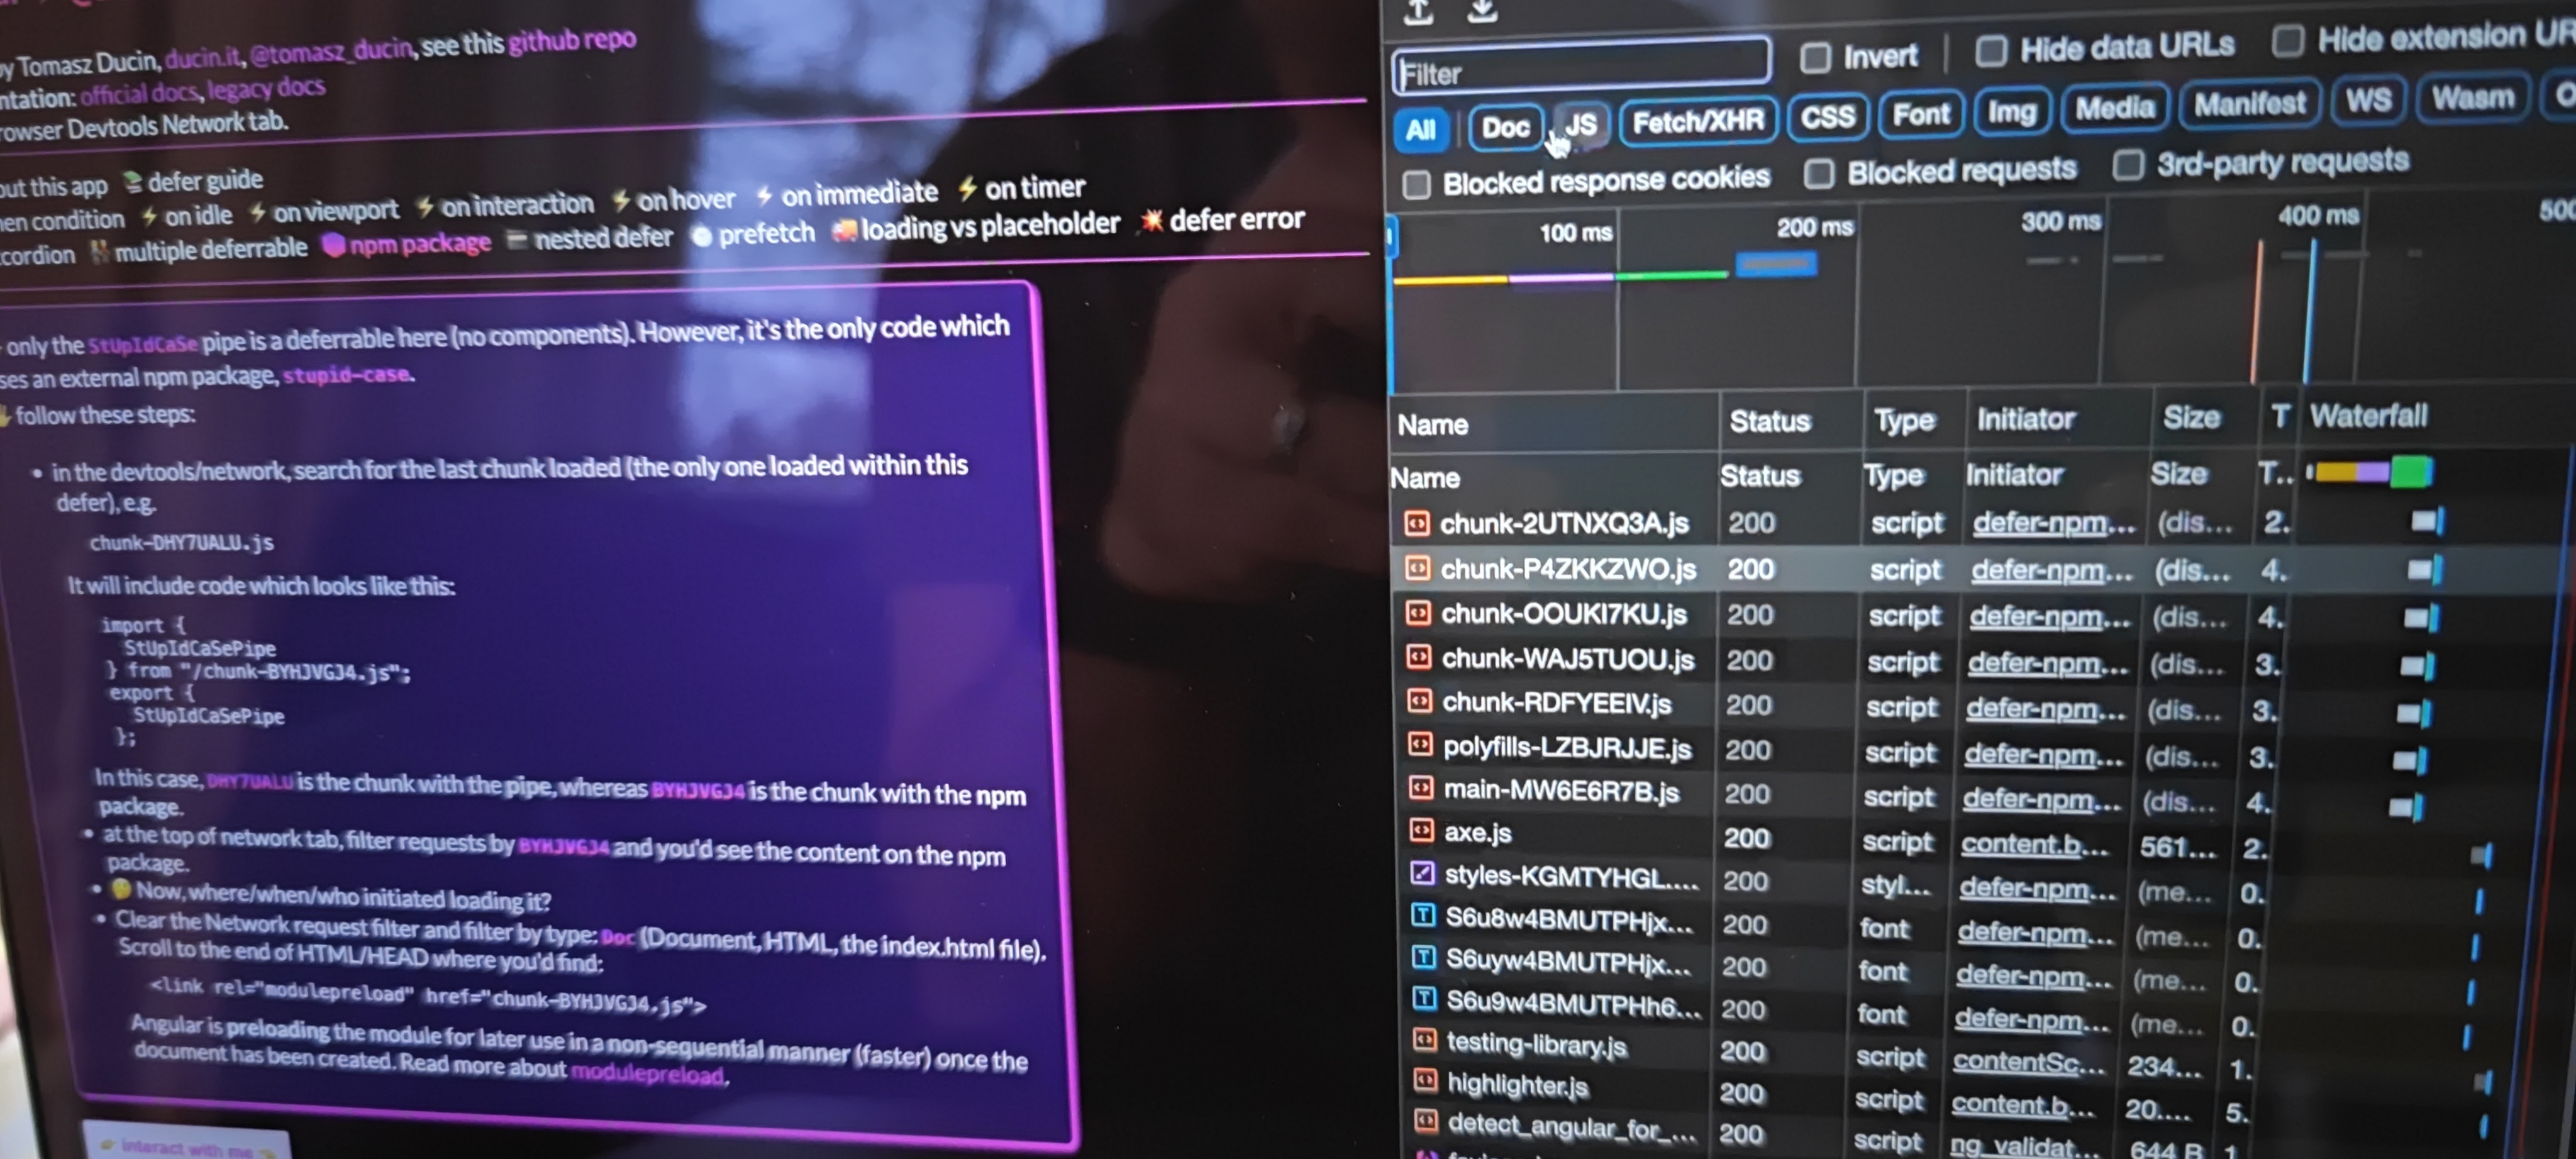 y Tomasz Ducin, ducin.it, @tomasz_ducin, see this github repo
ntation: official docs, legacy docs
rowser Devtools Network tab.
out this app defer guide
en condition ⚡ on idle ⚡ on viewport ⚡ on interaction ⚡ on hover ⚡ on immediate ⚡ on timer
cordion multiple deferrable npm package nested defer prefetch loading vs placeholder 💥 defer error
only the StUpIdCaSe pipe is a deferrable here (no components). However, it's the only code which
ses an external npm package, stupid-case.
follow these steps:
• in the devtools/network, search for the last chunk loaded (the only one loaded within this
defer), e.g.
chunk-DHY7UALU.js
It will include code which looks like this:
import {
StUpIdCaSePipe
} from "/chunk-BYHJVGJ4.js";
export {
StUpIdCaSePipe
};
In this case, DHY7UALU is the chunk with the pipe, whereas BYHJVGJ4 is the chunk with the npm
package.
• at the top of network tab, filter requests by BYHJVGJ4 and you'd see the content on the npm
package.
• 🤔 Now, where/when/who initiated loading it?
• Clear the Network request filter and filter by type: Doc (Document, HTML, the index.html file).
Scroll to the end of HTML/HEAD where you'd find:
<link rel="modulepreload" href="chunk-BYHJVGJ4.js">
Angular is preloading the module for later use in a non-sequential manner (faster) once the
document has been created. Read more about modulepreload.
interact with me
Filter Invert Hide data URLs Hide extension UR
All Doc JS Fetch/XHR CSS Font Img Media Manifest WS Wasm O
Blocked response cookies Blocked requests 3rd-party requests
100 ms 200 ms 300 ms 400 ms 500
Name Status Type Initiator Size T Waterfall
Name Status Type Initiator Size T..
chunk-2UTNXQ3A.js 200 script defer-npm... (dis... 2.
chunk-P4ZKKZWO.js 200 script defer-npm... (dis... 4.
chunk-OOUKI7KU.js 200 script defer-npm... (dis... 4.
chunk-WAJ5TUOU.js 200 script defer-npm... (dis... 3.
chunk-RDFYEEIV.js 200 script defer-npm... (dis... 3.
polyfills-LZBJRJJE.js 200 script defer-npm... (dis... 3.
main-MW6E6R7B.js 200 script defer-npm... (dis... 4.
axe.js 200 script content.b... 561... 2.
styles-KGMTYHGL.... 200 styl... defer-npm... (me... 0.
S6u8w4BMUTPHjx... 200 font defer-npm... (me... 0.
S6uyw4BMUTPHjx... 200 font defer-npm... (me... 0.
S6u9w4BMUTPHh6... 200 font defer-npm... (me... 0.
testing-library.js 200 script contentSc... 234... 1.
highlighter.js 200 script content.b... 20.... 5.
detect_angular_for_... 200 script ng_validat... 644 B 1